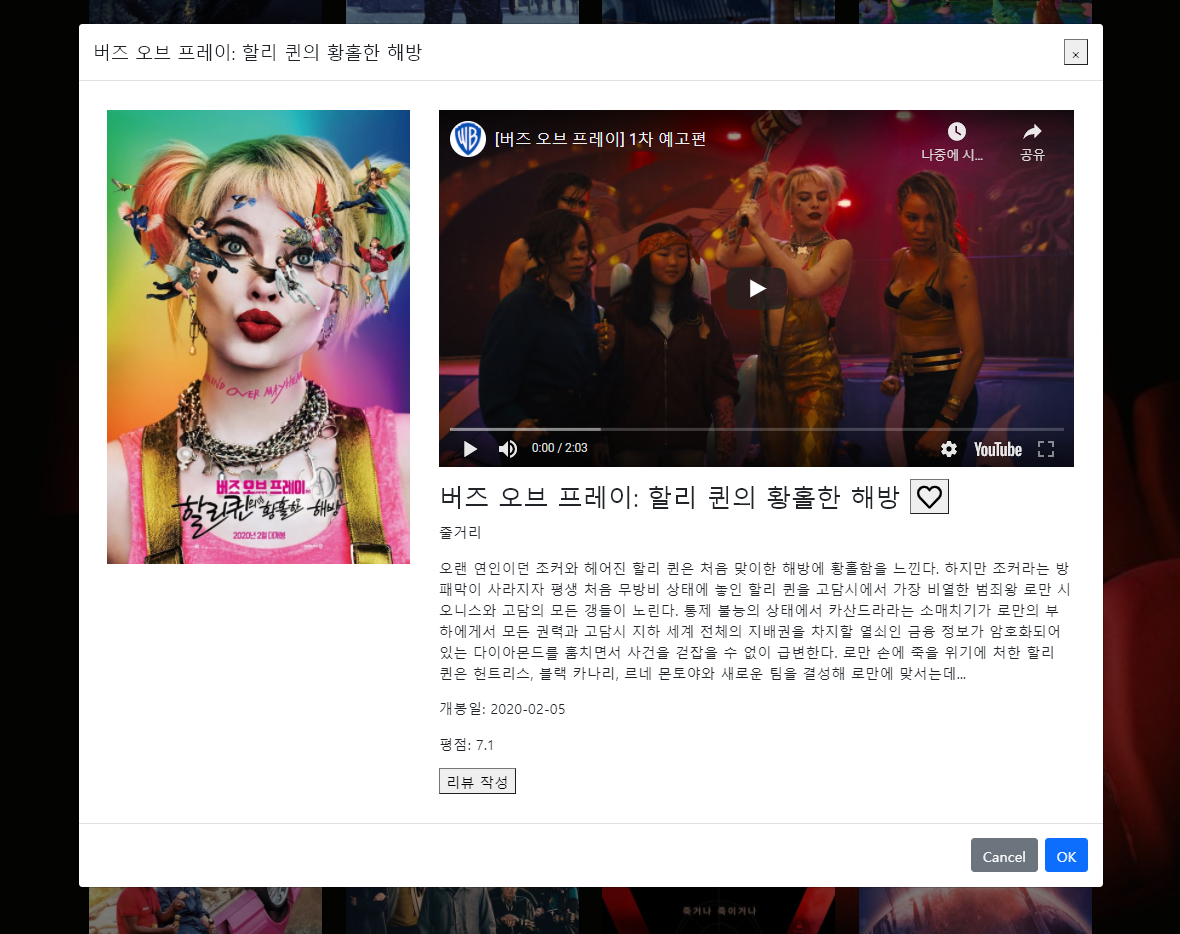 버즈 오브 프레이: 할리 퀸의 황홀한 해방
×
MIND OVER MAYHEM
버즈 오브 프레이
할리 퀸의 황홀한 해방
2020년 2월 대개봉
WB
[버즈 오브 프레이] 1차 예고편
나중에 시...
공유
0:00 / 2:03
YouTube
버즈 오브 프레이: 할리 퀸의 황홀한 해방
줄거리
오랜 연인이던 조커와 헤어진 할리 퀸은 처음 맞이한 해방에 황홀함을 느낀다. 하지만 조커라는 방
패막이 사라지자 평생 처음 무방비 상태에 놓인 할리 퀸을 고담시에서 가장 비열한 범죄왕 로만 시
오니스와 고담의 모든 갱들이 노린다. 통제 불능의 상태에서 카산드라라는 소매치기가 로만의 부
하에게서 모든 권력과 고담시 지하 세계 전체의 지배권을 차지할 열쇠인 금융 정보가 암호화되어
있는 다이아몬드를 훔치면서 사건을 걷잡을 수 없이 급변한다. 로만 손에 죽을 위기에 처한 할리
퀸은 헌트리스, 블랙 카나리, 르네 몬토야와 새로운 팀을 결성해 로만에 맞서는데...
개봉일: 2020-02-05
평점: 7.1
리뷰 작성
Cancel
OK
죽거나 죽이거나